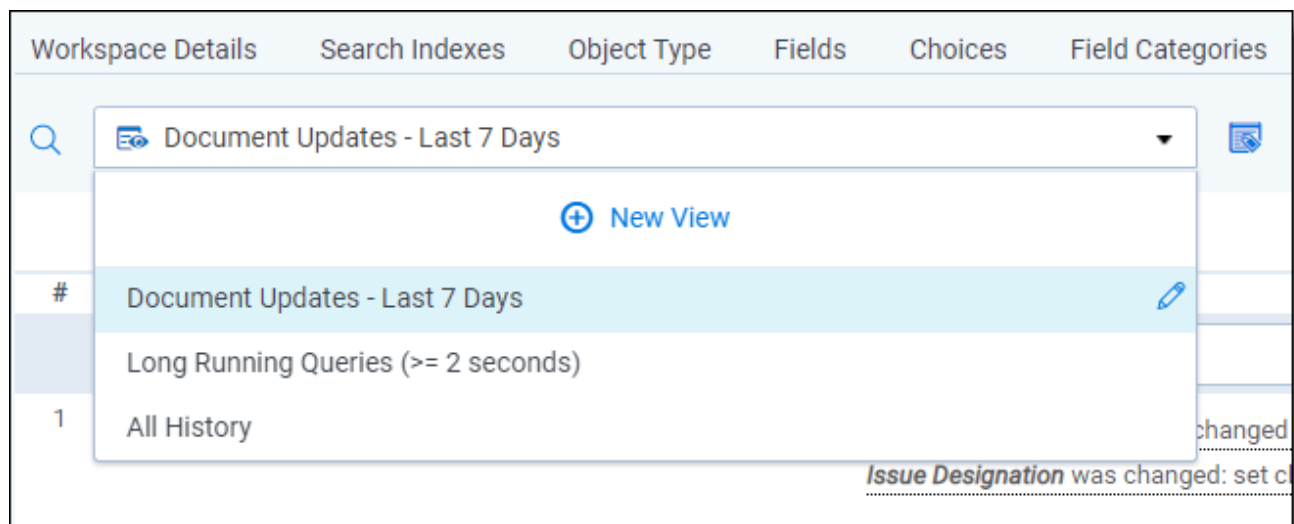 Workspace Details Search Indexes Object Type Fields Choices Field Categories
Document Updates - Last 7 Days
New View
# Document Updates - Last 7 Days
Long Running Queries (>= 2 seconds)
1 All History
changed
Issue Designation was changed: set